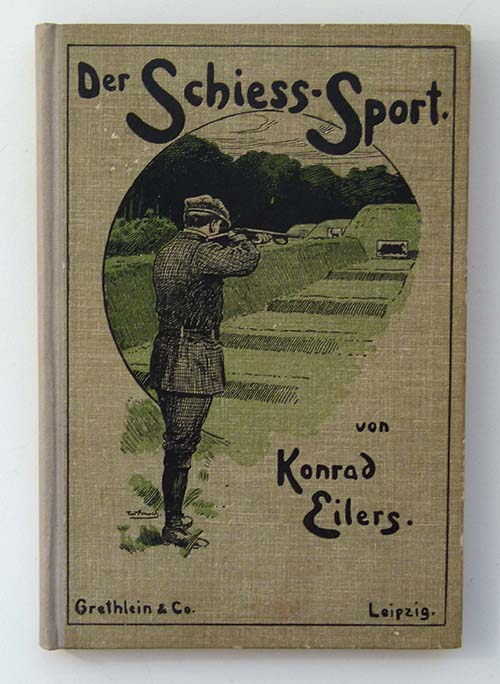 Der Schiess-Sport.
von
Konrad
Eilers.
Grethlein & Co. Leipzig.